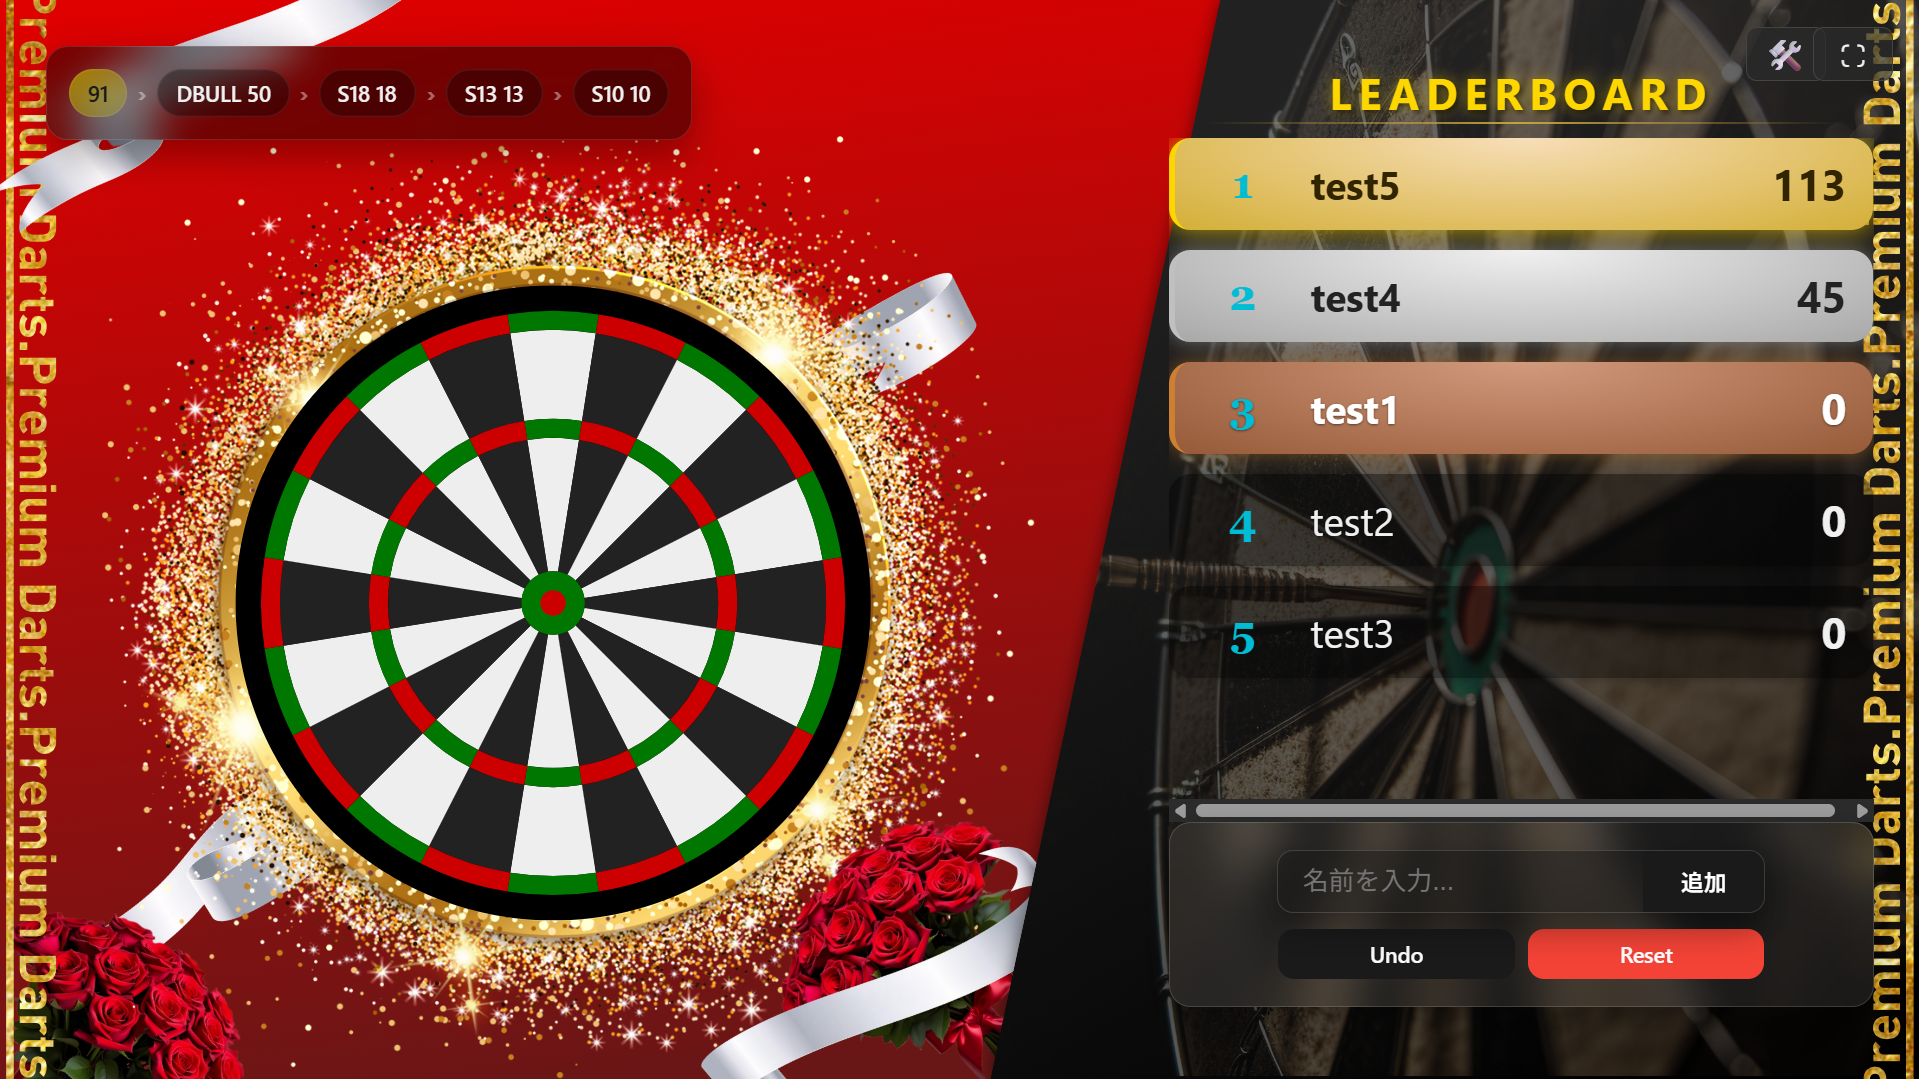 Premium Darts.Premium Darts.Premium Darts
91 › DBULL 50 › S18 18 › S13 13 › S10 10
LEADERBOARD
1 test5 113
2 test4 45
3 test1 0
4 test2 0
5 test3 0
名前を入力...
追加
Undo
Reset
Premium Darts.Premium Darts.Premium Darts